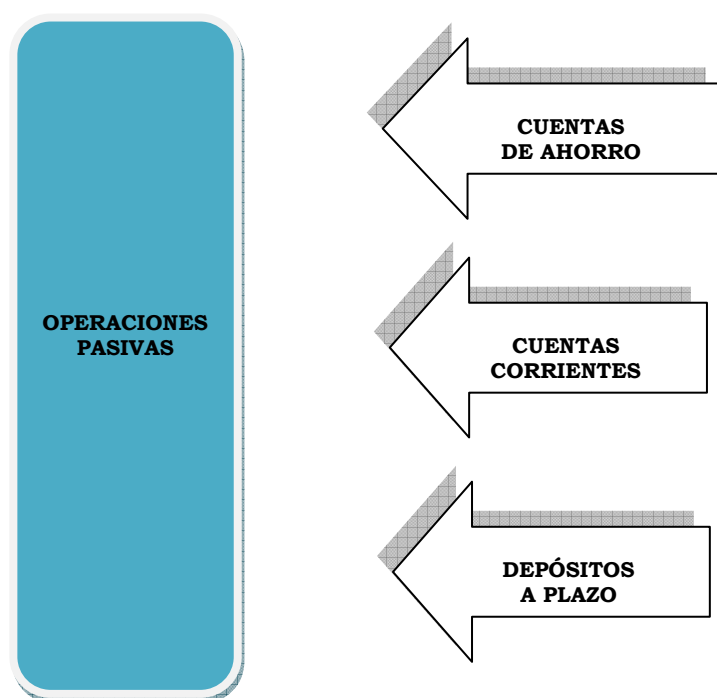 OPERACIONES
PASIVAS
CUENTAS
DE AHORRO
CUENTAS
CORRIENTES
DEPÓSITOS
A PLAZO